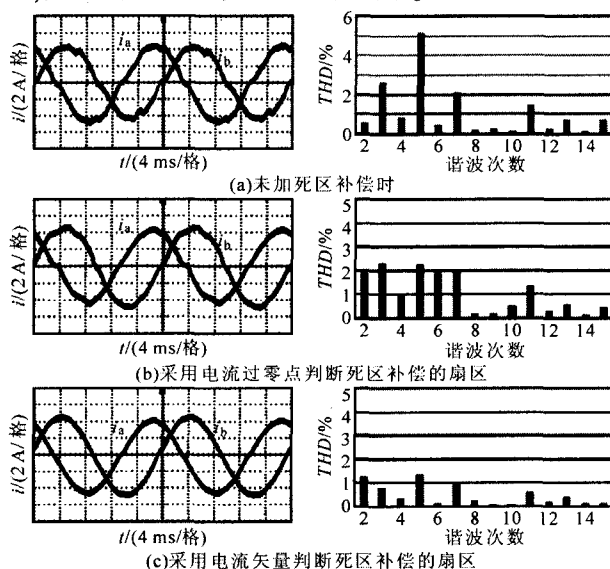 i/(2 A/格)
i_a
i_b
t/(4 ms/格)
THD/%
6
4
2
0
2 4 6 8 10 12 14
谐波次数
(a)未加死区补偿时
i/(2 A/格)
i_a
i_b
t/(4 ms/格)
THD/%
5
4
3
2
1
0
2 4 6 8 10 12 14
谐波次数
(b)采用电流过零点判断死区补偿的扇区
i/(2 A/格)
i_a
i_b
t/(4 ms/格)
THD/%
5
4
3
2
1
0
2 4 6 8 10 12 14
谐波次数
(c)采用电流矢量判断死区补偿的扇区